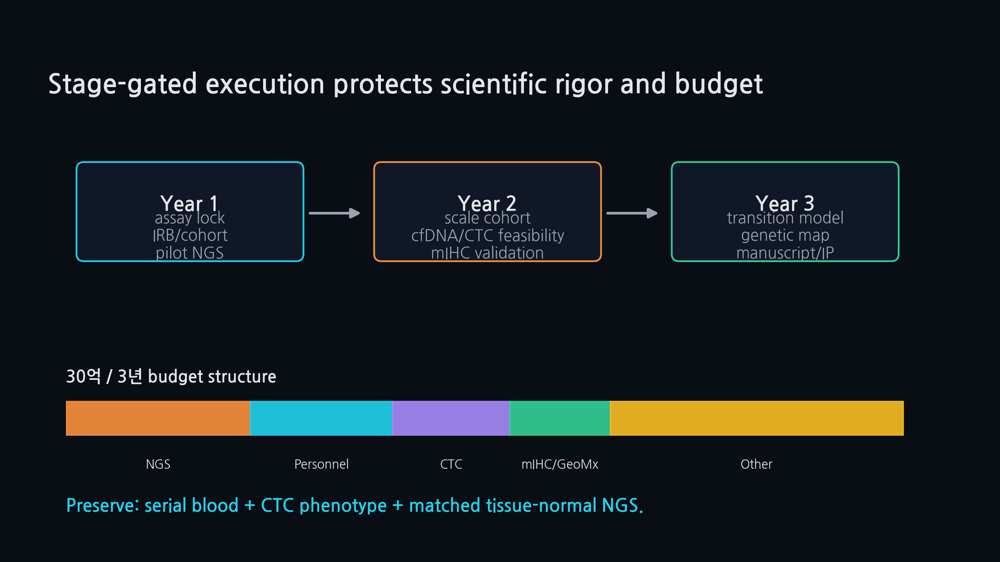 Stage-gated execution protects scientific rigor and budget
Year 1
assay lock
IRB/cohort
pilot NGS
Year 2
scale cohort
cfDNA/CTC feasibility
mIHC validation
Year 3
transition model
genetic map
manuscript/IP
30억 / 3년 budget structure
NGS
Personnel
CTC
mIHC/GeoMx
Other
Preserve: serial blood + CTC phenotype + matched tissue-normal NGS.